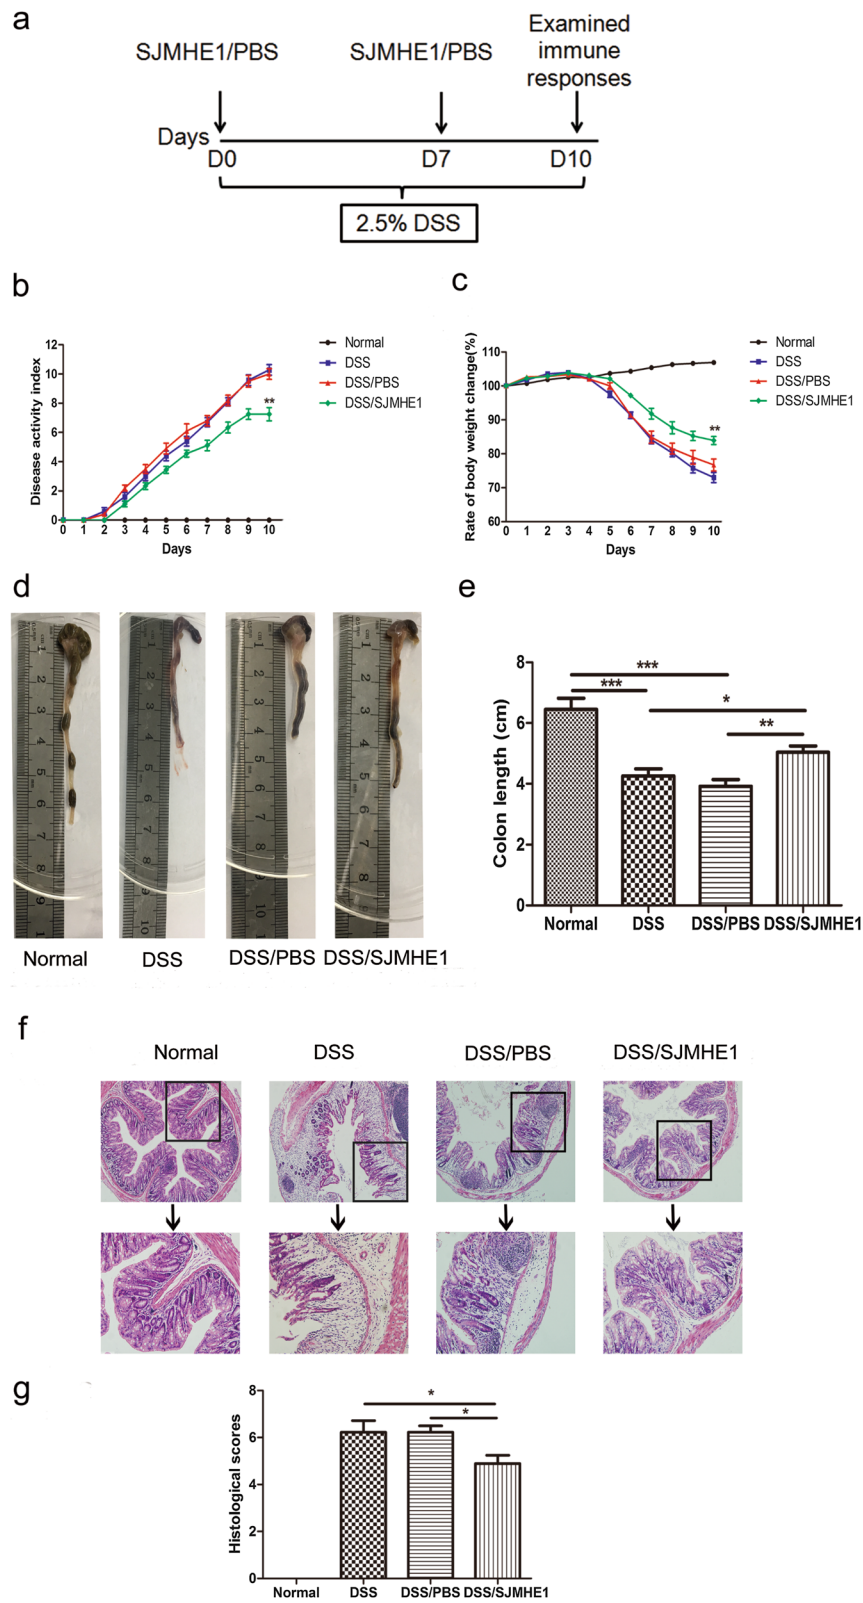 a
SJMHE1/PBS
SJMHE1/PBS
Examined
immune
responses
Days
D0
D7
D10
2.5% DSS
b
Disease activity index
12
10
8
6
4
2
0
0 1 2 3 4 5 6 7 8 9 10
Days
**
Normal
DSS
DSS/PBS
DSS/SJMHE1
c
Rate of body weight change(%)
110
100
90
80
70
60
0 1 2 3 4 5 6 7 8 9 10
Days
**
Normal
DSS
DSS/PBS
DSS/SJMHE1
d
Normal
DSS
DSS/PBS
DSS/SJMHE1
e
Colon length (cm)
8
6
4
2
0
***
***
*
**
Normal
DSS
DSS/PBS
DSS/SJMHE1
f
Normal
DSS
DSS/PBS
DSS/SJMHE1
g
Histological scores
8
6
4
2
0
*
*
Normal
DSS
DSS/PBS
DSS/SJMHE1